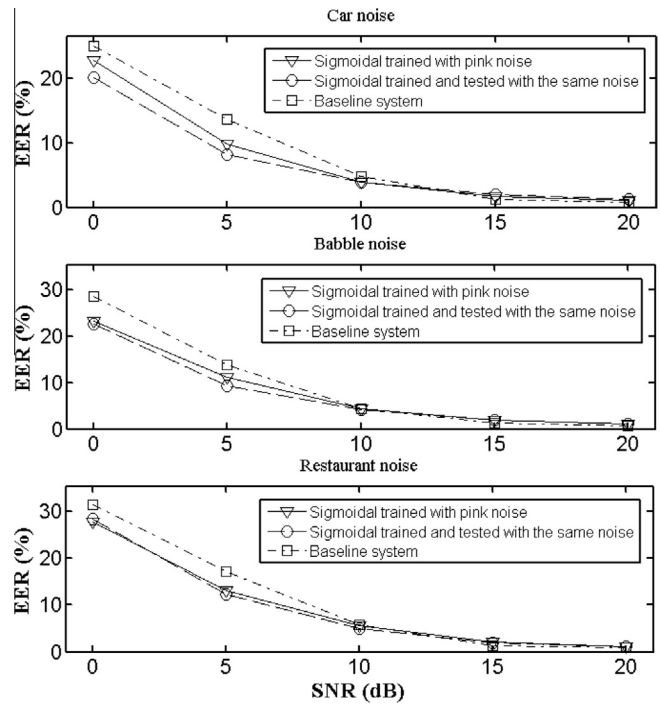 Car noise
EER (%)
20
10
0
Sigmoidal trained with pink noise
Sigmoidal trained and tested with the same noise
Baseline system
0 5 10 15 20
Babble noise
EER (%)
30
20
10
0
Sigmoidal trained with pink noise
Sigmoidal trained and tested with the same noise
Baseline system
0 5 10 15 20
Restaurant noise
EER (%)
30
20
10
0
Sigmoidal trained with pink noise
Sigmoidal trained and tested with the same noise
Baseline system
0 5 10 15 20
SNR (dB)